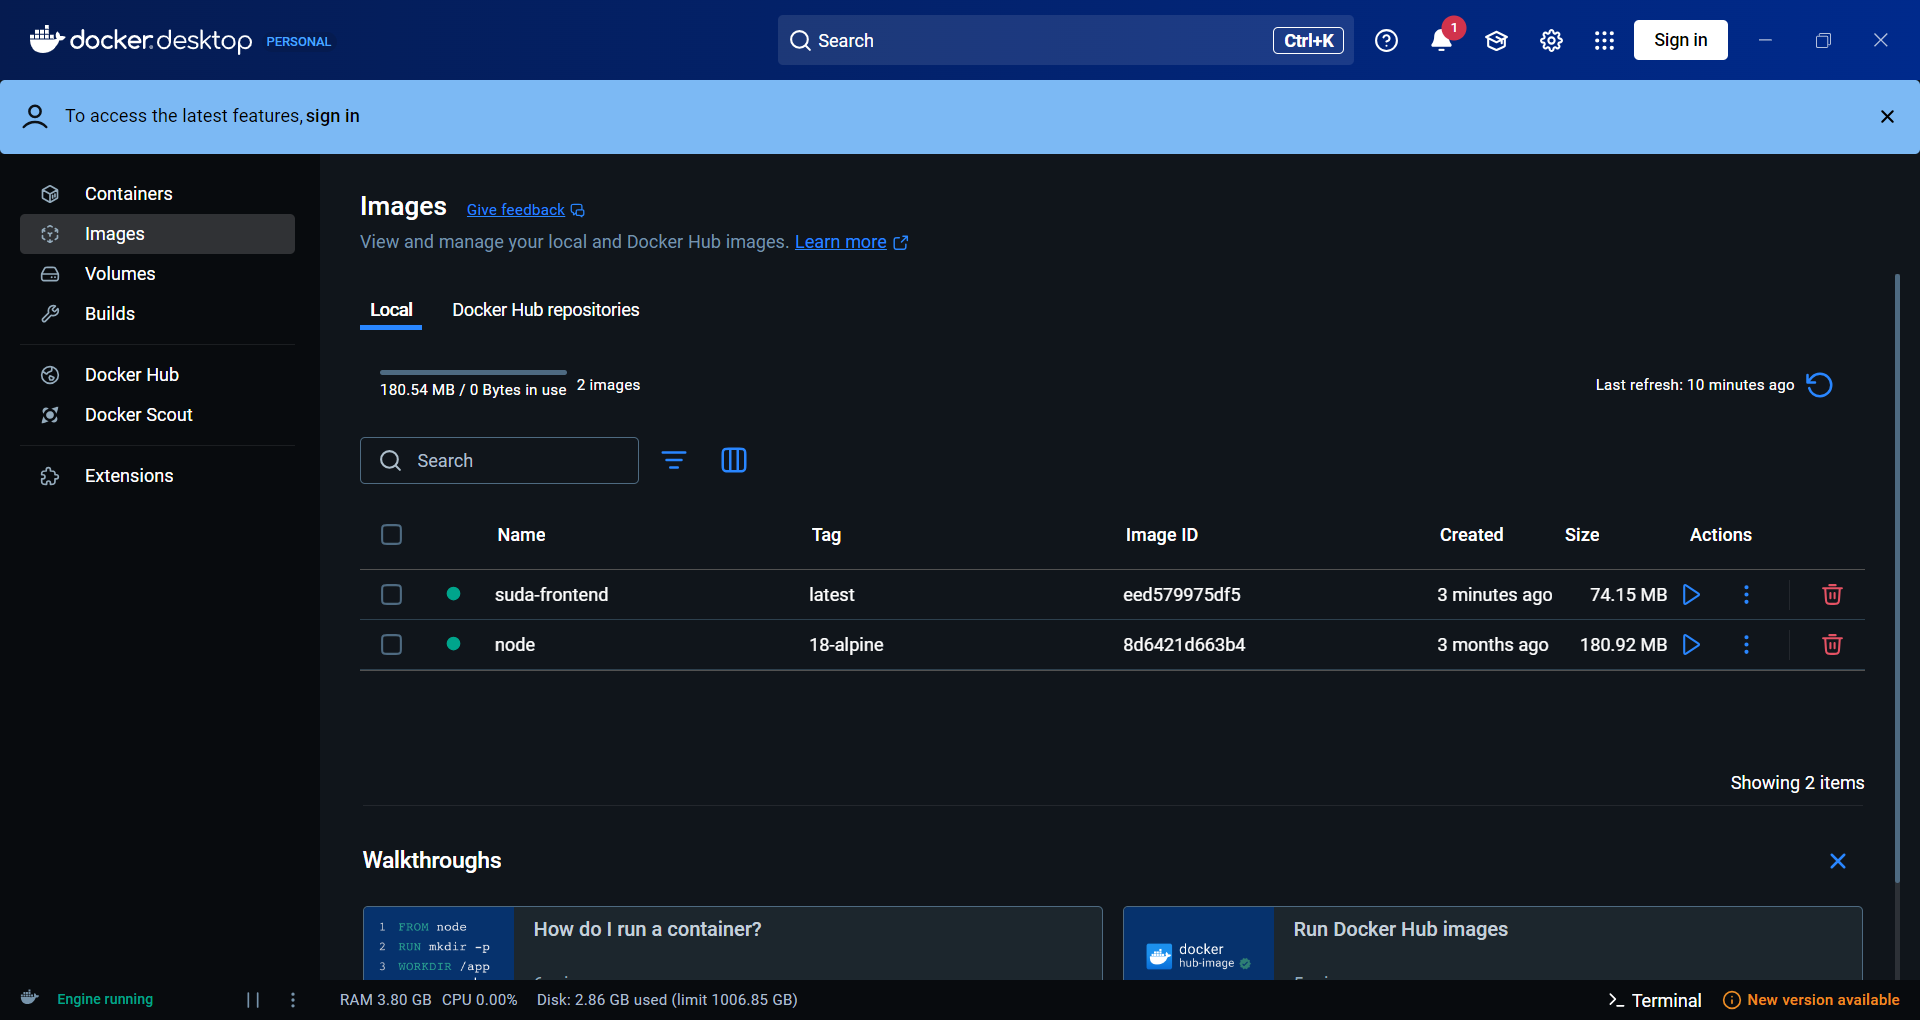 docker.desktop PERSONAL
Search Ctrl+K
1
Sign in
To access the latest features, sign in
Containers
Images
Volumes
Builds
Docker Hub
Docker Scout
Extensions
Images Give feedback
View and manage your local and Docker Hub images. Learn more
Local Docker Hub repositories
180.54 MB / 0 Bytes in use 2 images
Last refresh: 10 minutes ago
Search
Name Tag Image ID Created Size Actions
suda-frontend latest eed579975df5 3 minutes ago 74.15 MB
node 18-alpine 8d6421d663b4 3 months ago 180.92 MB
Showing 2 items
Walkthroughs
1 FROM node
2 RUN mkdir -p
3 WORKDIR /app
How do I run a container?
docker
hub-image
Run Docker Hub images
Engine running
RAM 3.80 GB CPU 0.00% Disk: 2.86 GB used (limit 1006.85 GB)
>_ Terminal
New version available